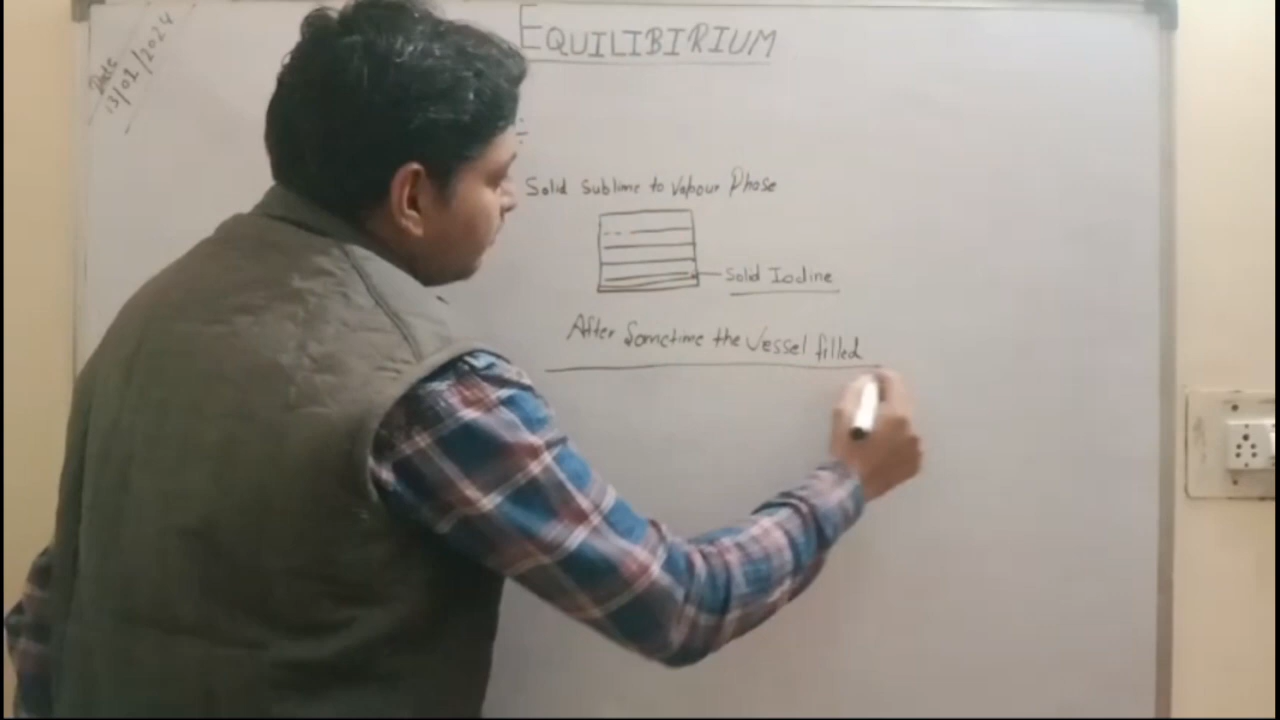 EQUILIBIRIUM
Date
13/01/2024
Solid Sublime to Vapour Phase
Solid Iodine
After Sometime the Vessel filled